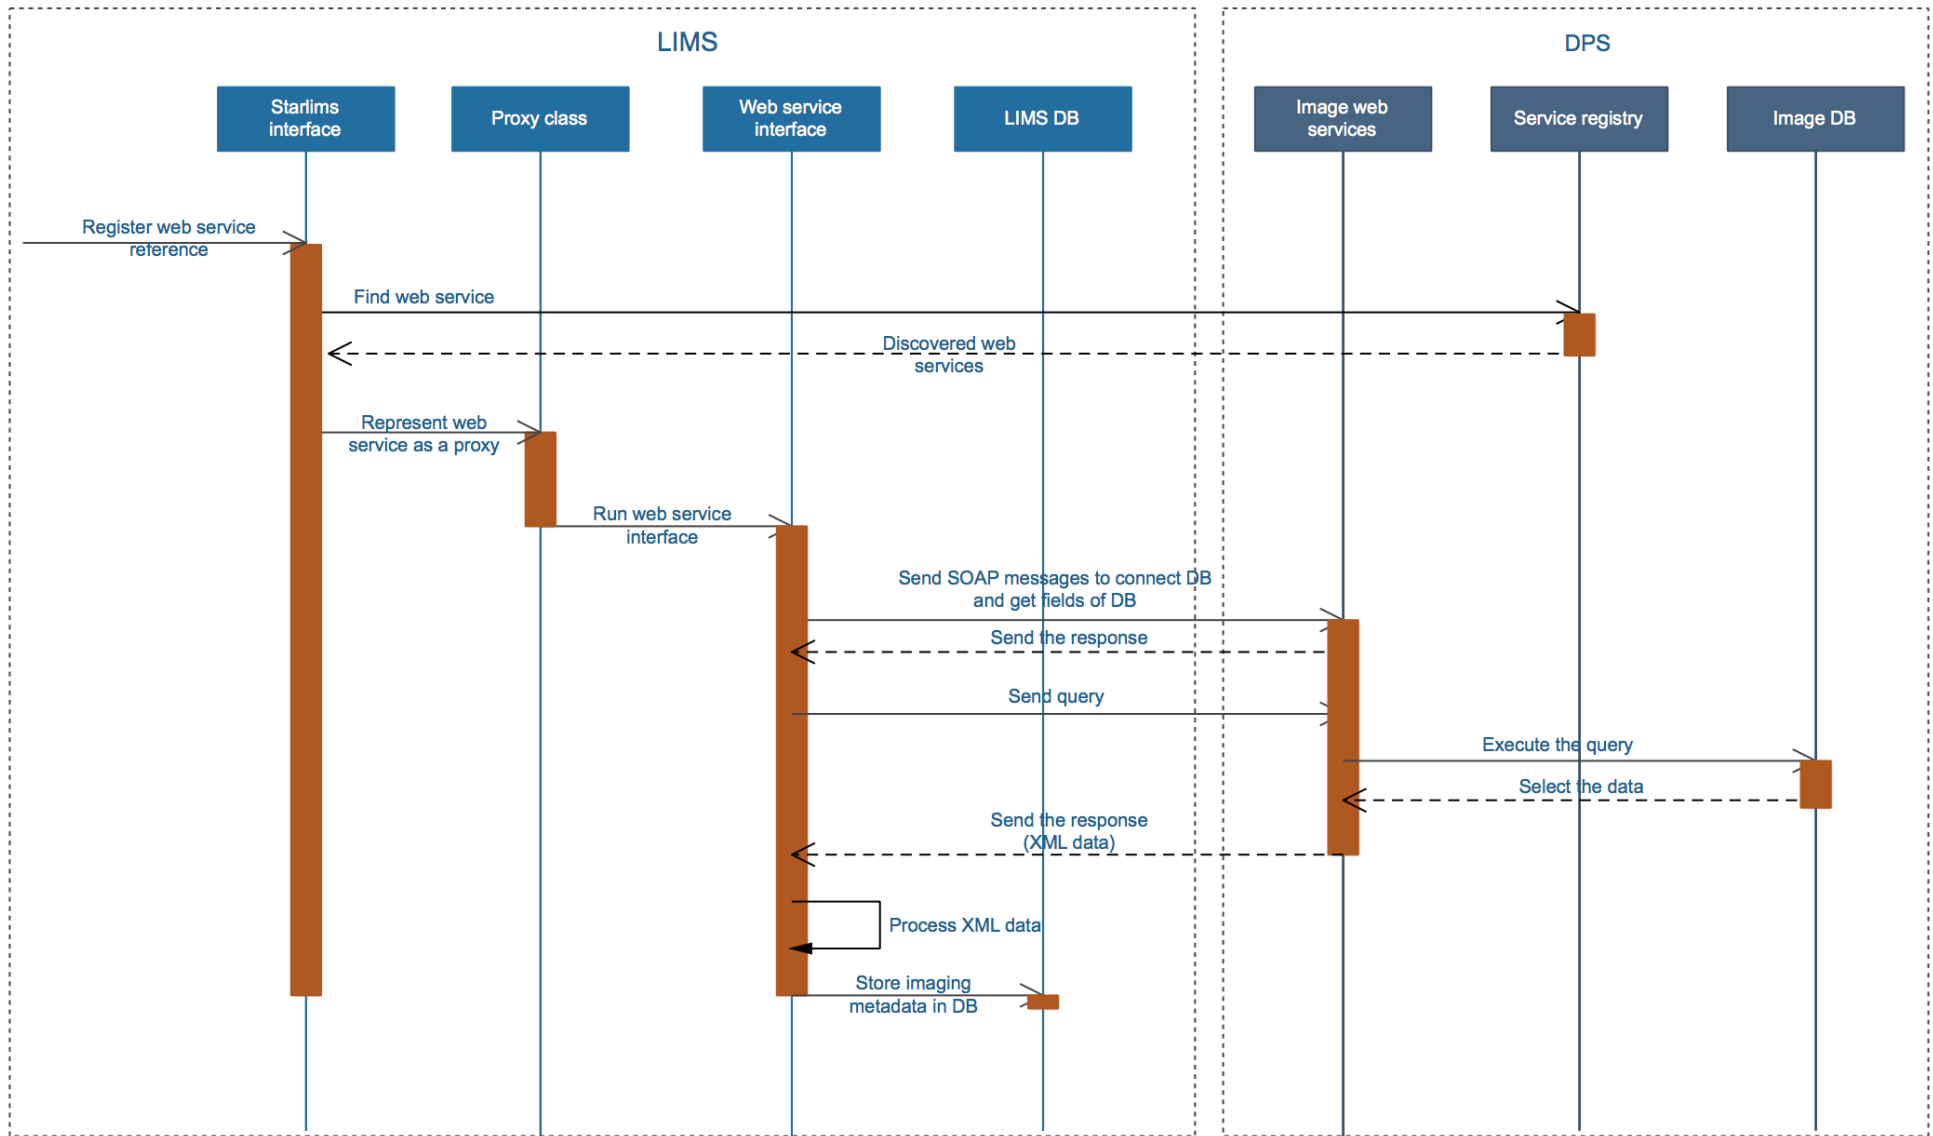 LIMS
DPS
Starlims
interface
Proxy class
Web service
interface
LIMS DB
Image web
services
Service registry
Image DB
Register web service
reference
Find web service
Discovered web
services
Represent web
service as a proxy
Run web service
interface
Send SOAP messages to connect DB
and get fields of DB
Send the response
Send query
Execute the query
Select the data
Send the response
(XML data)
Process XML data
Store imaging
metadata in DB